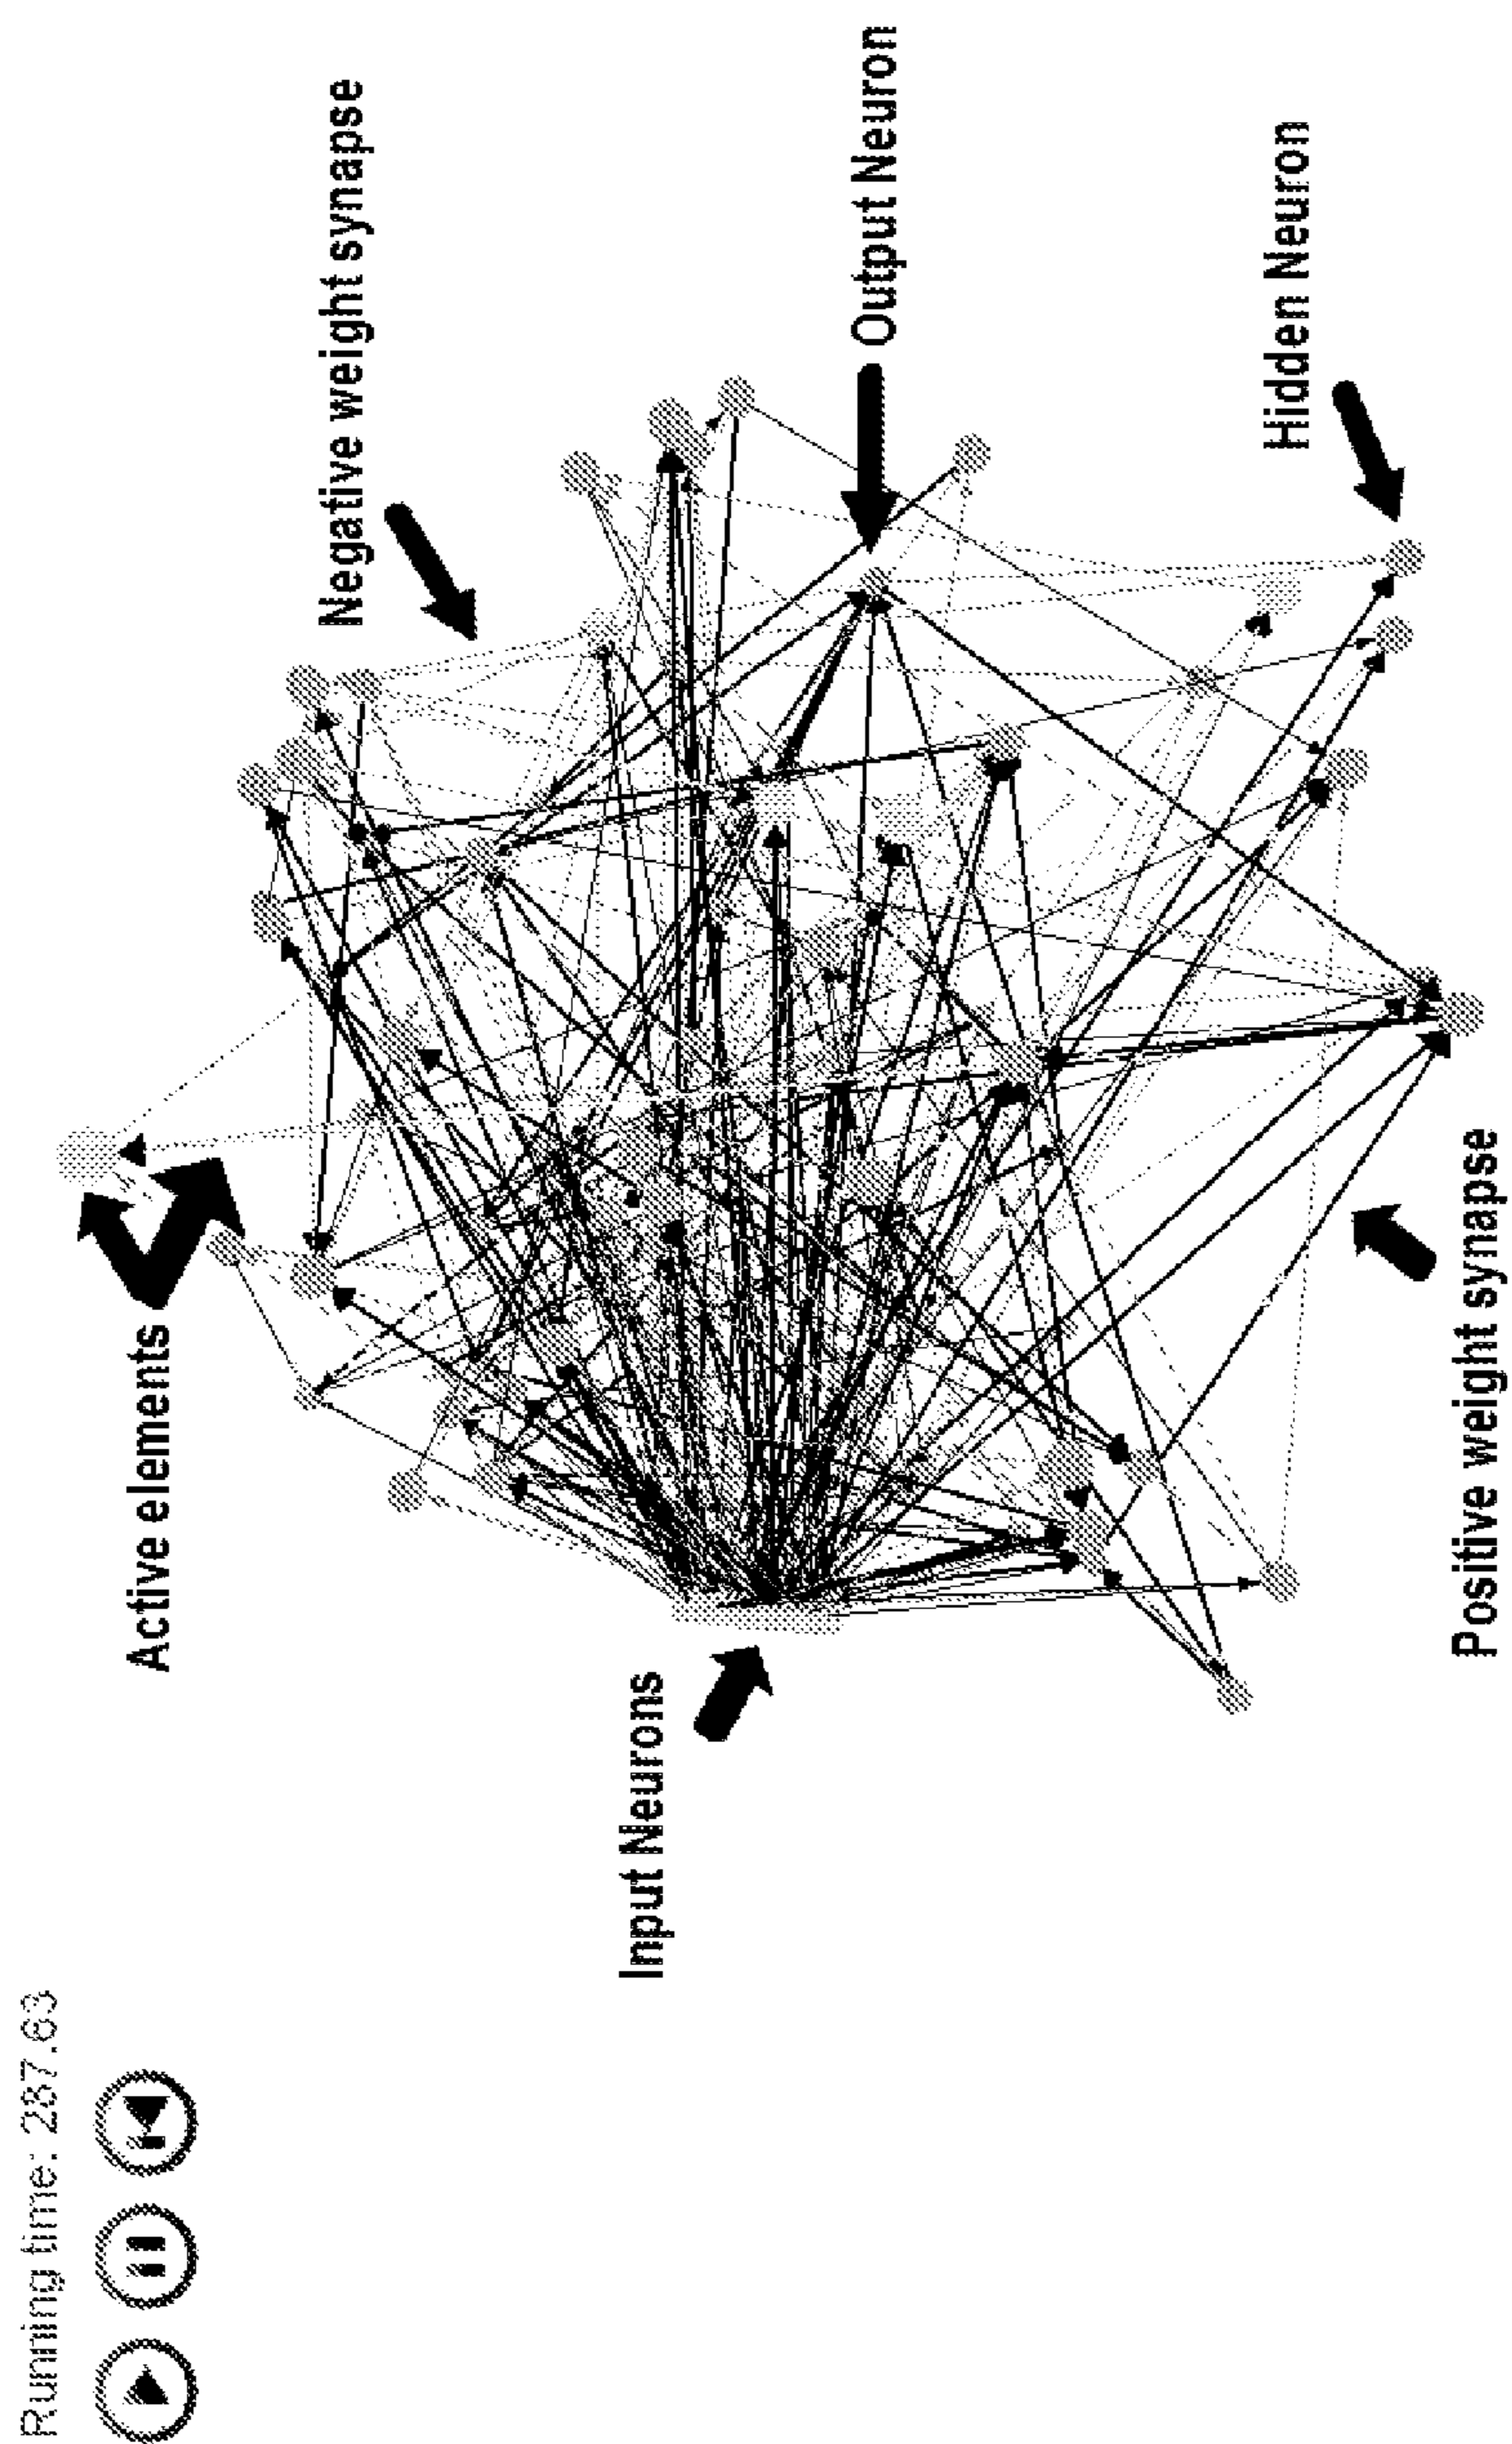 Running time: 287.63
Active elements
Negative weight synapse
Input Neurons
Output Neuron
Hidden Neuron
Positive weight synapse